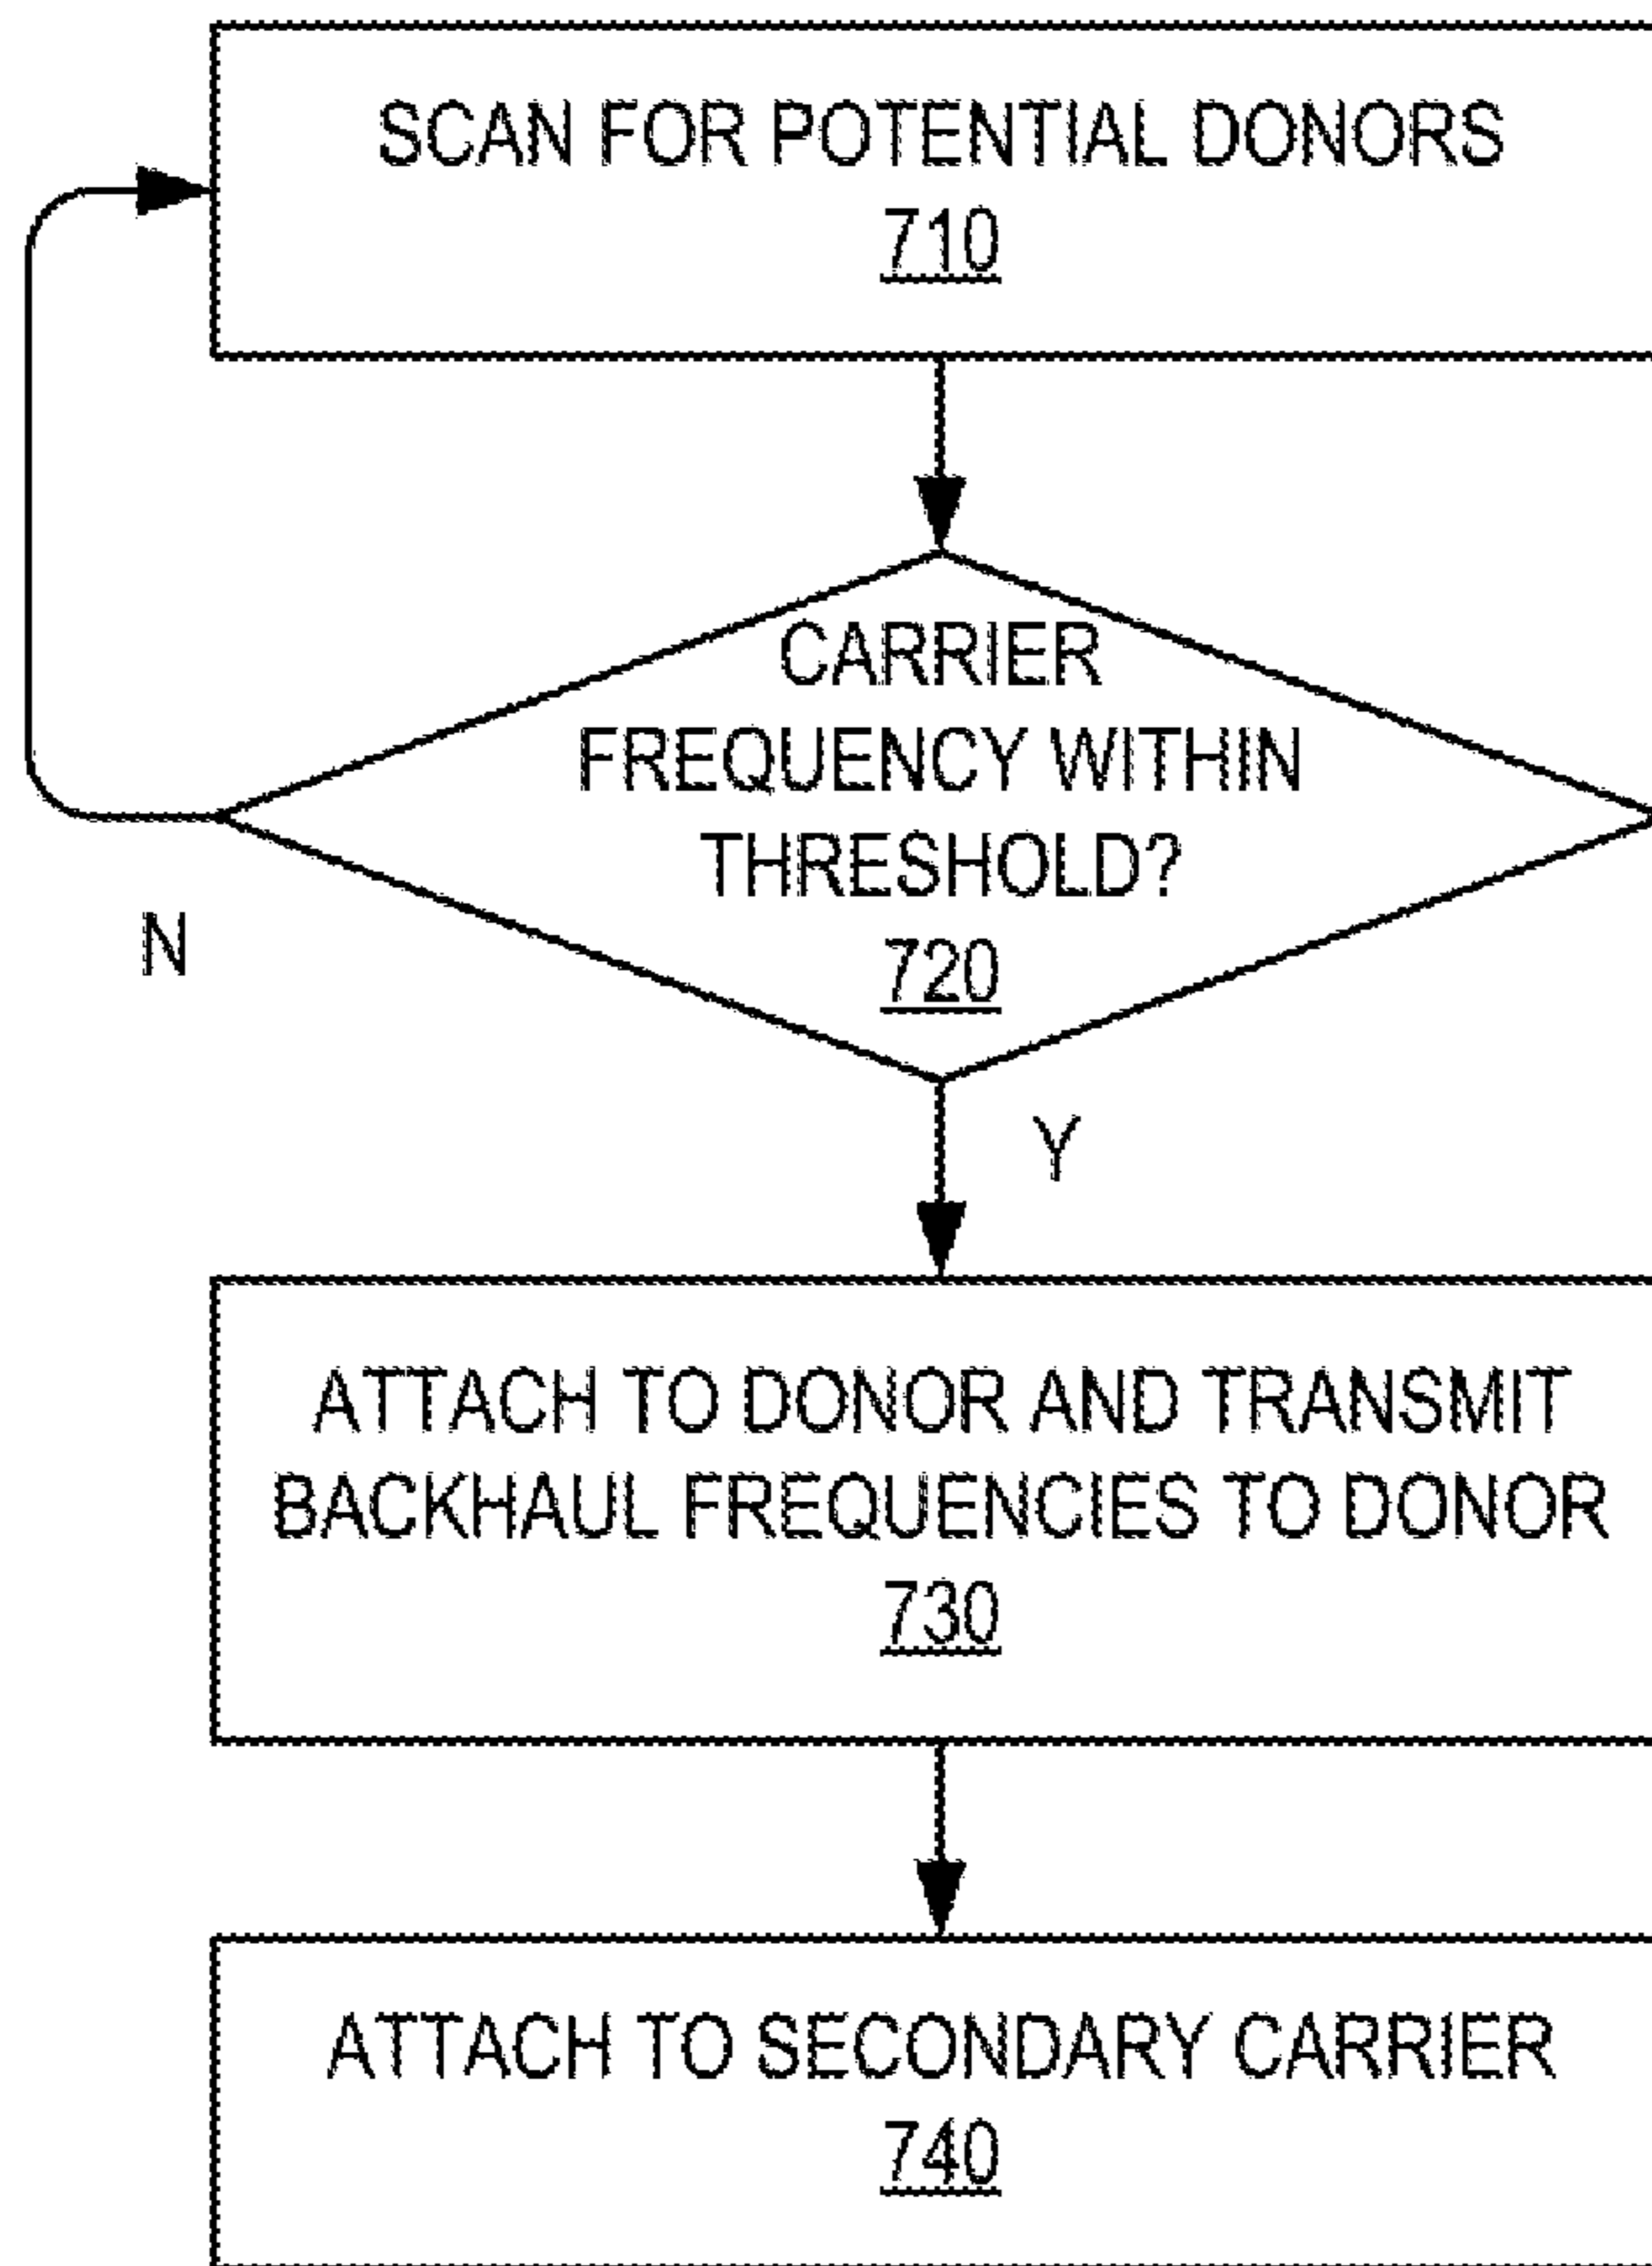 SCAN FOR POTENTIAL DONORS
710
CARRIER
FREQUENCY WITHIN
THRESHOLD?
720
N
Y
ATTACH TO DONOR AND TRANSMIT
BACKHAUL FREQUENCIES TO DONOR
730
ATTACH TO SECONDARY CARRIER
740